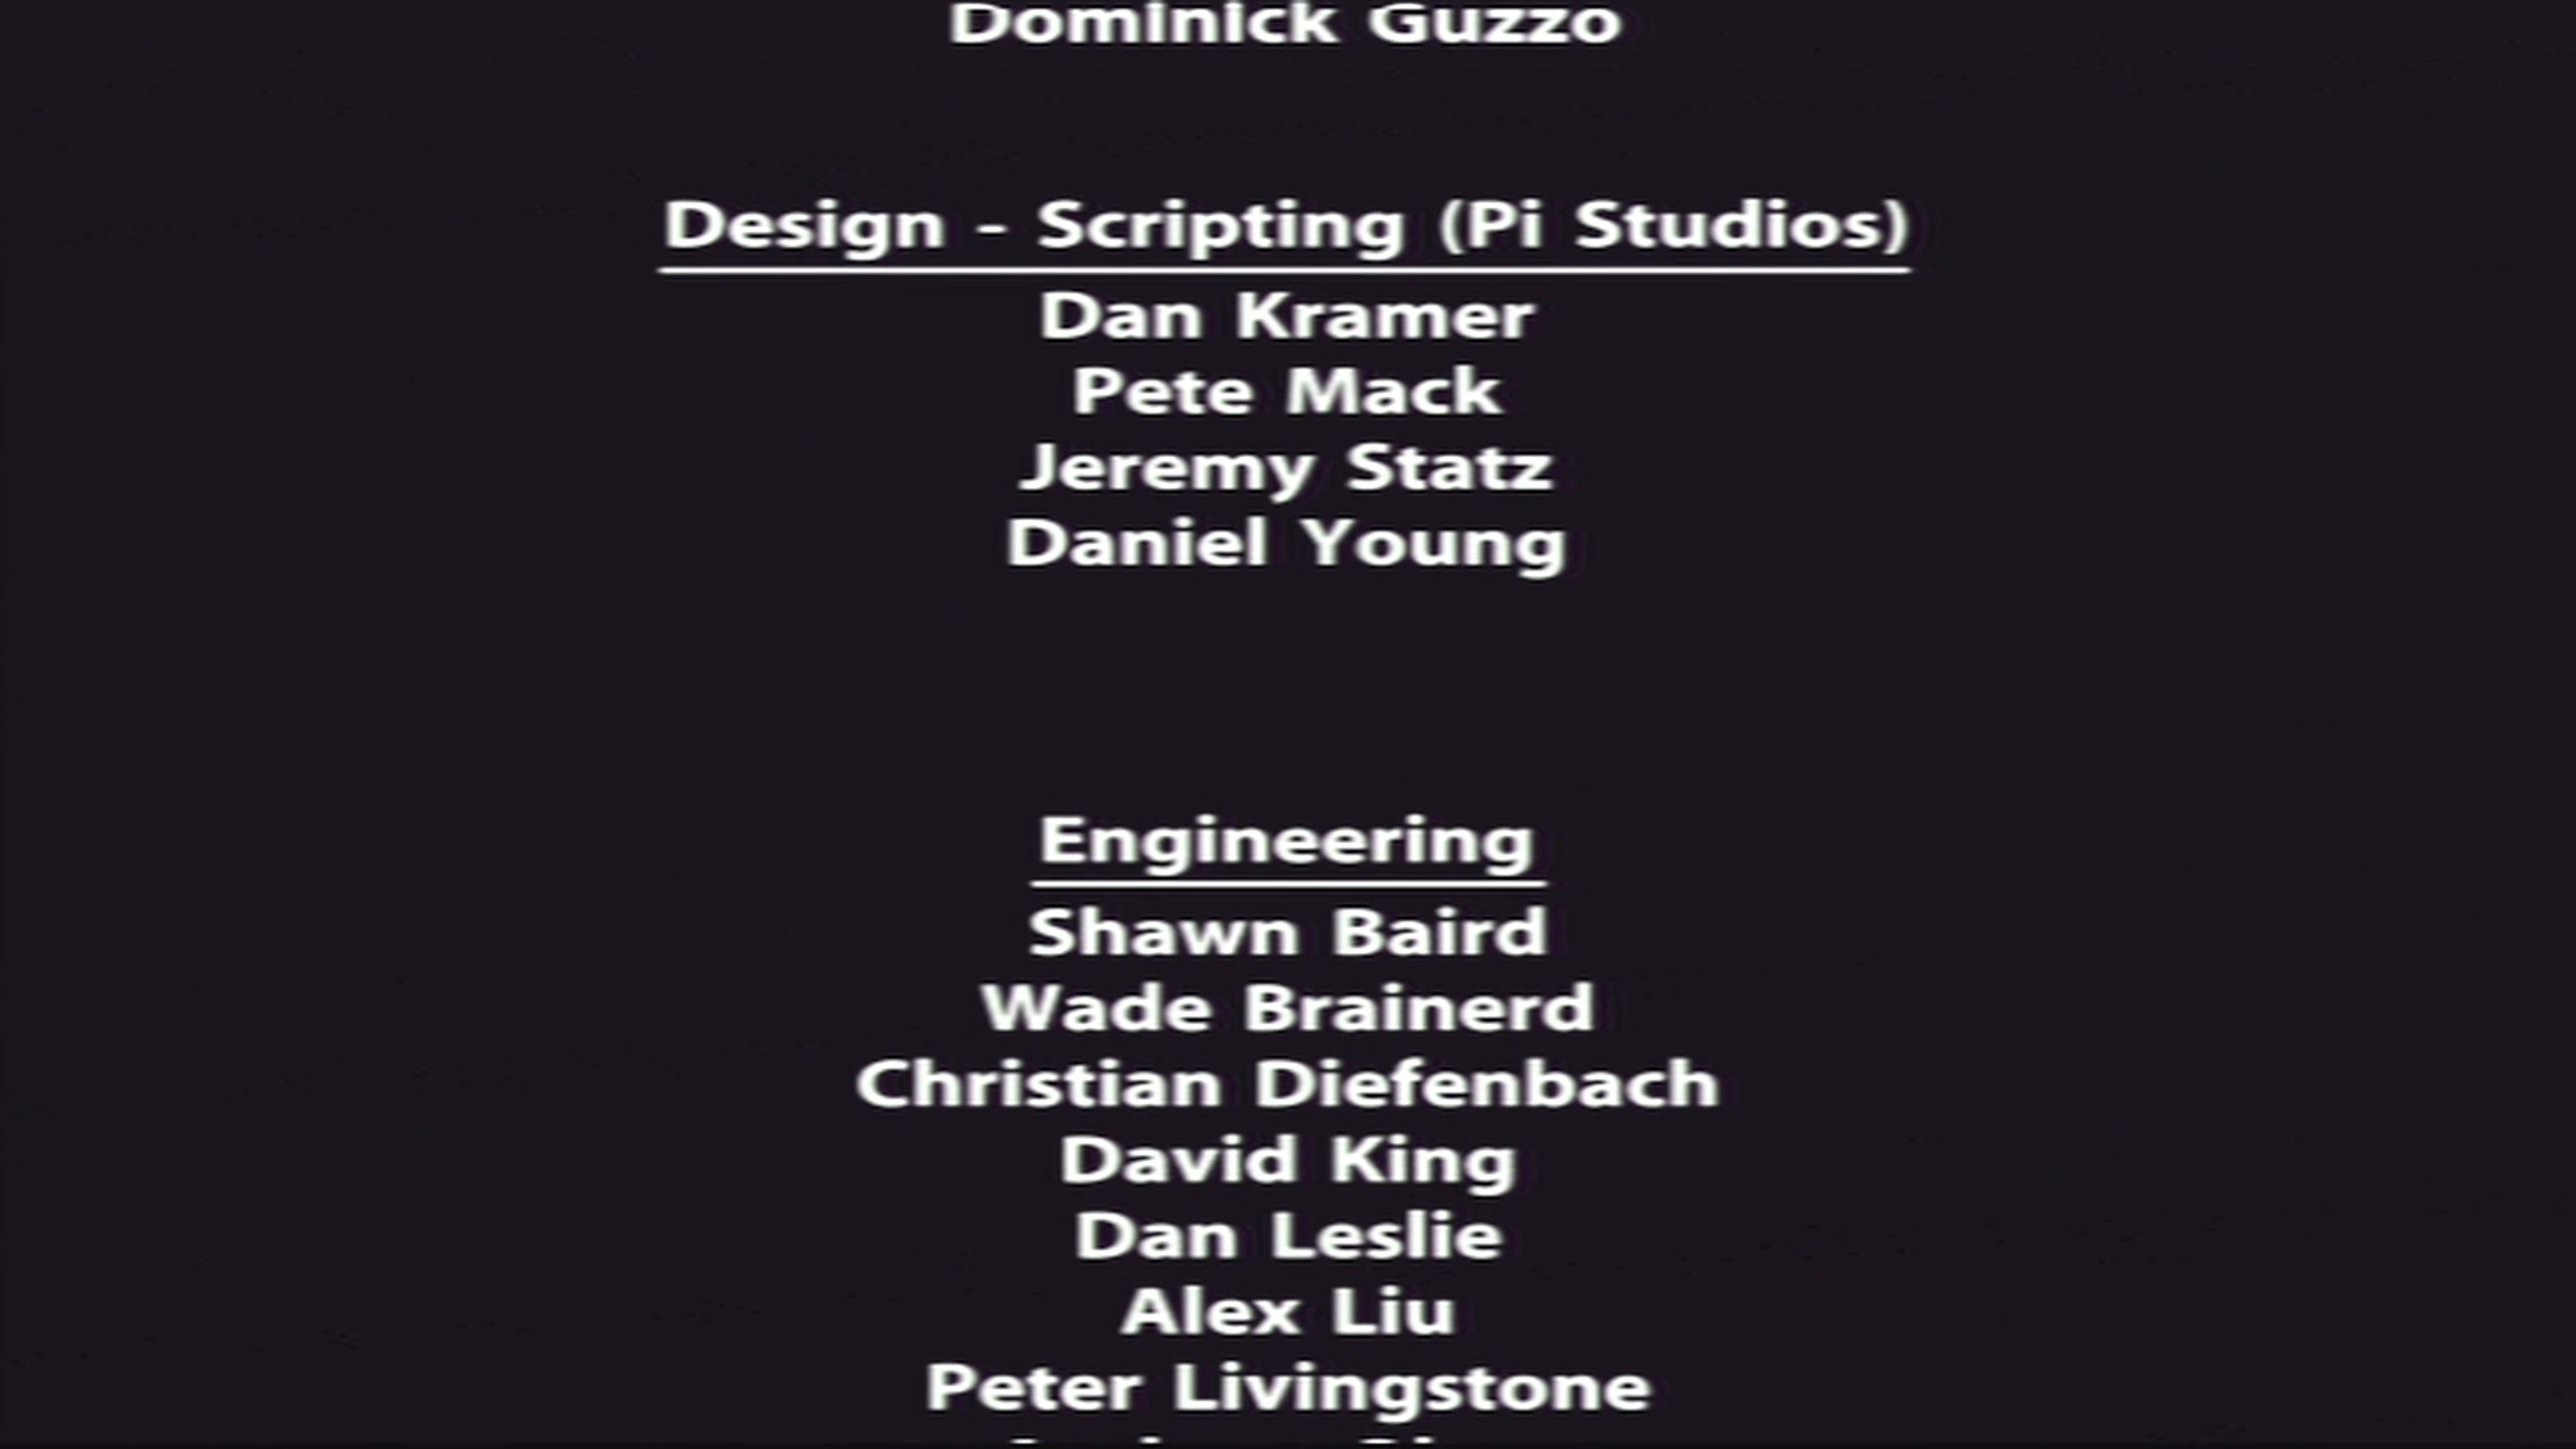 Dominick Guzzo
Design - Scripting (Pi Studios)
Dan Kramer
Pete Mack
Jeremy Statz
Daniel Young
Engineering
Shawn Baird
Wade Brainerd
Christian Diefenbach
David King
Dan Leslie
Alex Liu
Peter Livingstone